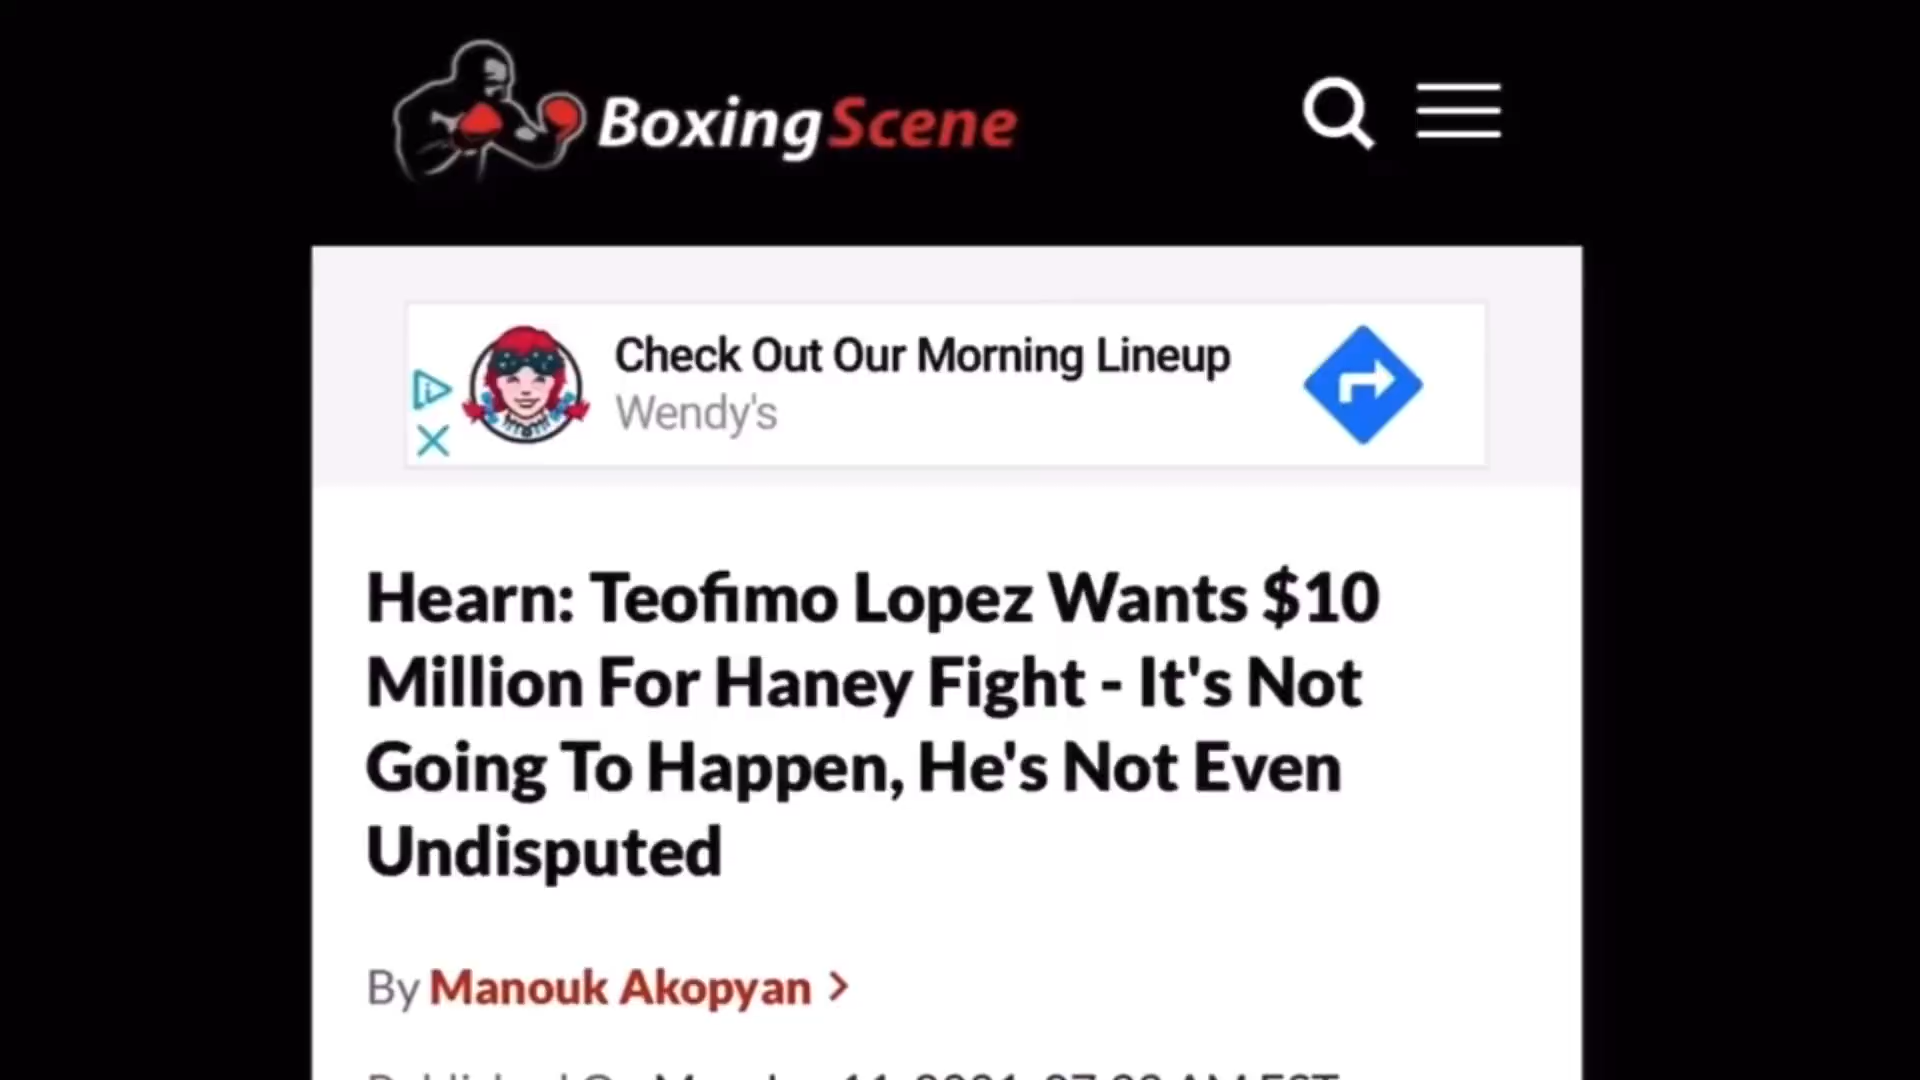 BoxingScene
Check Out Our Morning Lineup
Wendy's
Hearn: Teofimo Lopez Wants $10
Million For Haney Fight - It's Not
Going To Happen, He's Not Even
Undisputed
By Manouk Akopyan >